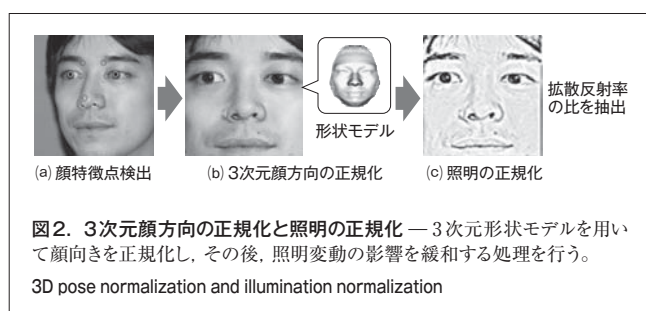 形状モデル
拡散反射率
の比を抽出
(a) 顔特徴点検出
(b) 3次元顔方向の正規化
(c) 照明の正規化
図2. 3次元顔方向の正規化と照明の正規化 — 3次元形状モデルを用い
て顔向きを正規化し,その後,照明変動の影響を緩和する処理を行う。
3D pose normalization and illumination normalization